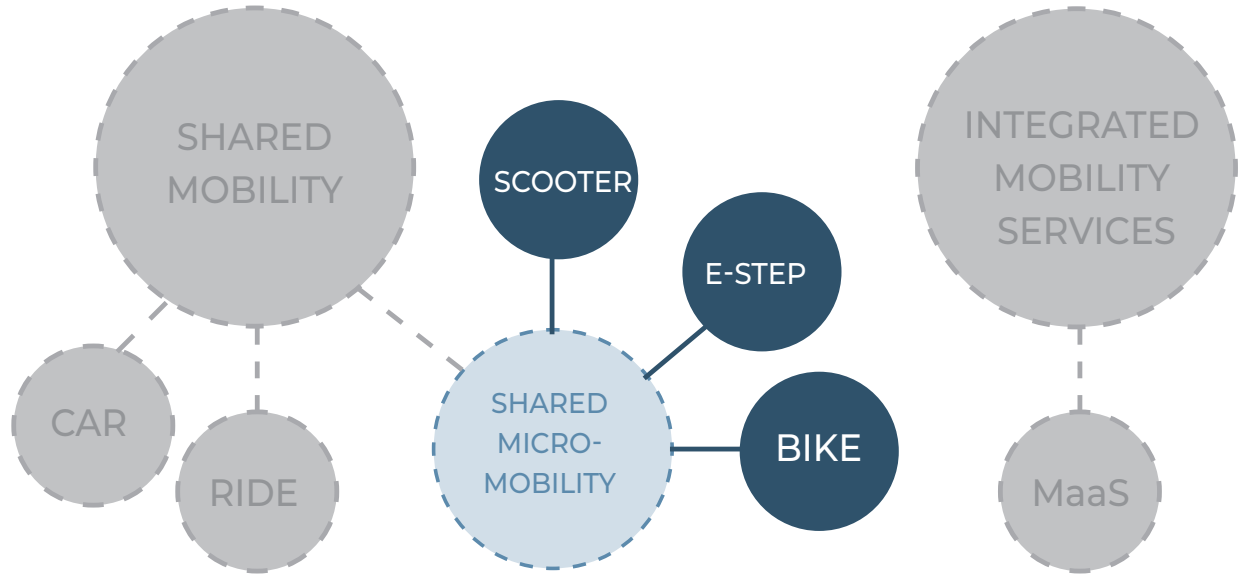 SHARED
MOBILITY
INTEGRATED
MOBILITY
SERVICES
SCOOTER
E-STEP
SHARED
MICRO-
MOBILITY
BIKE
CAR
RIDE
MaaS